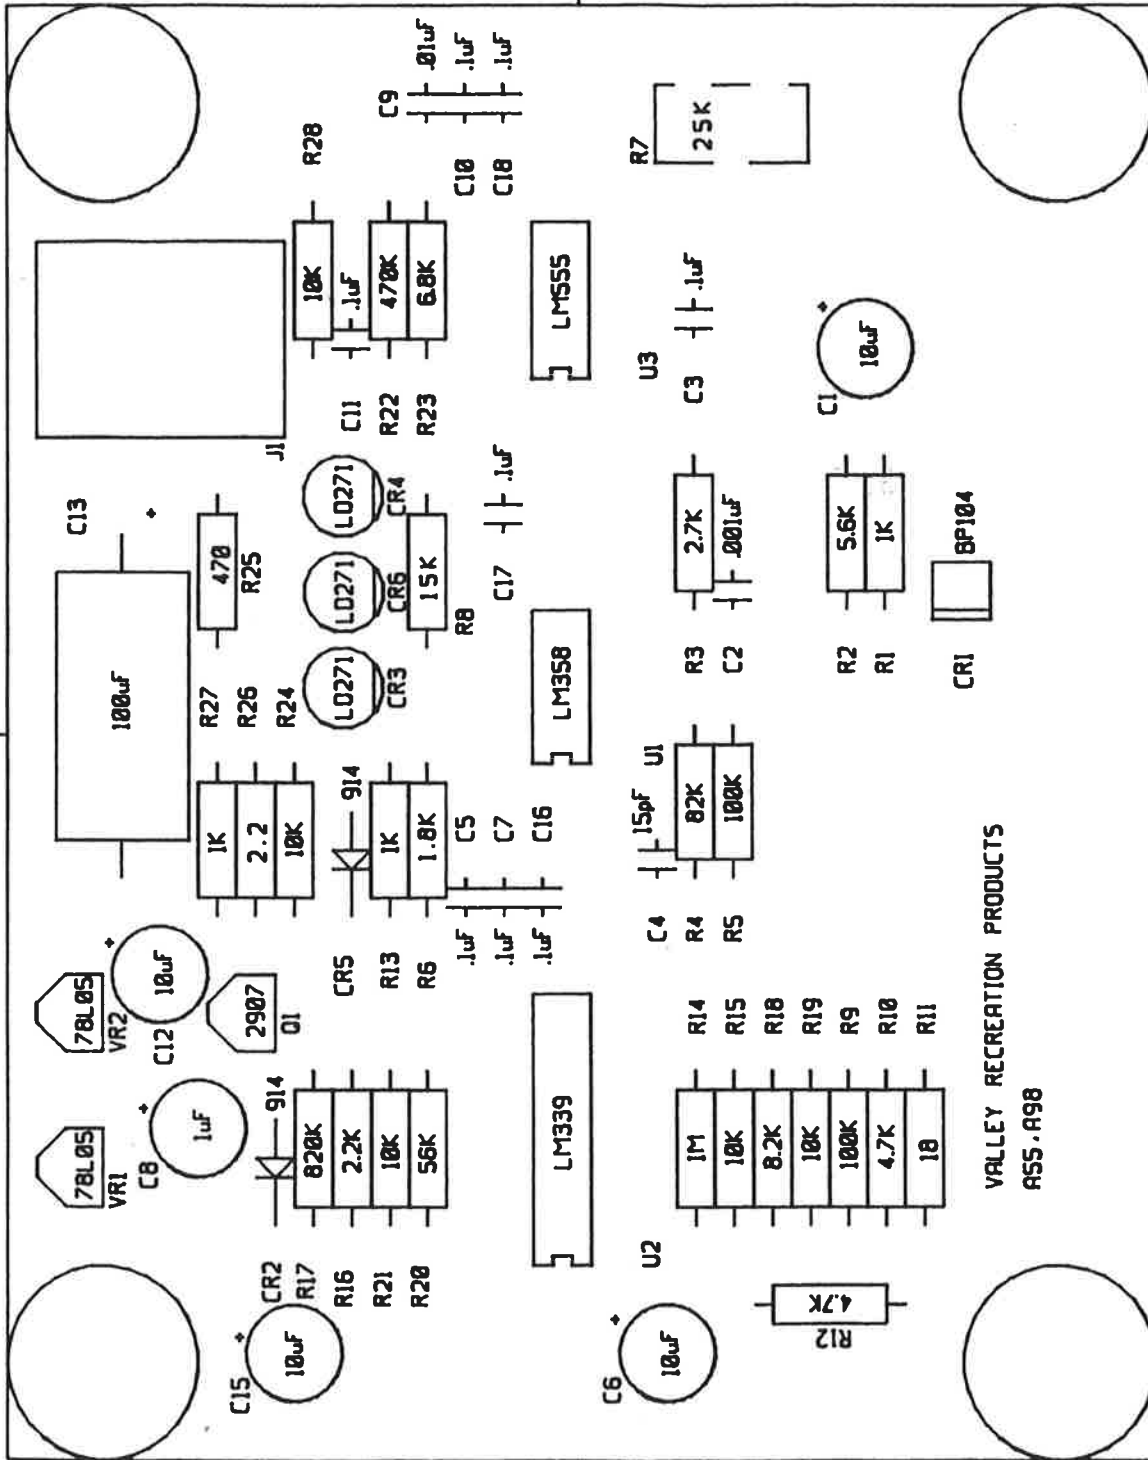 78L05
VR1
78L05
VR2
C13
100uF
J1
C8
1uF
C12
10uF
1K
R27
470
R25
2907
Q1
2.2
R26
C15
10uF
CR2
914
10K
R24
R17
820K
10K
R28
R16
2.2K
CR5
914
LD271
CR3
LD271
CR6
LD271
CR4
C11
.1uF
R21
10K
R13
1K
R22
470K
R20
56K
R6
1.8K
15K
R8
R23
6.8K
C9
.01uF
.1uF
C5
C10
.1uF
.1uF
C7
C17
.1uF
C18
.1uF
.1uF
C16
LM339
U2
LM358
U1
LM555
U3
C6
10uF
C4
15pF
R7
25K
1M
R14
R4
82K
R3
2.7K
C3
.1uF
10K
R15
R5
100K
C2
.001uF
8.2K
R18
4.7K
R12
10K
R19
100K
R9
R2
5.6K
C1
10uF
4.7K
R10
R1
1K
18
R11
CR1
BP104
VALLEY RECREATION PRODUCTS
ASS.A98